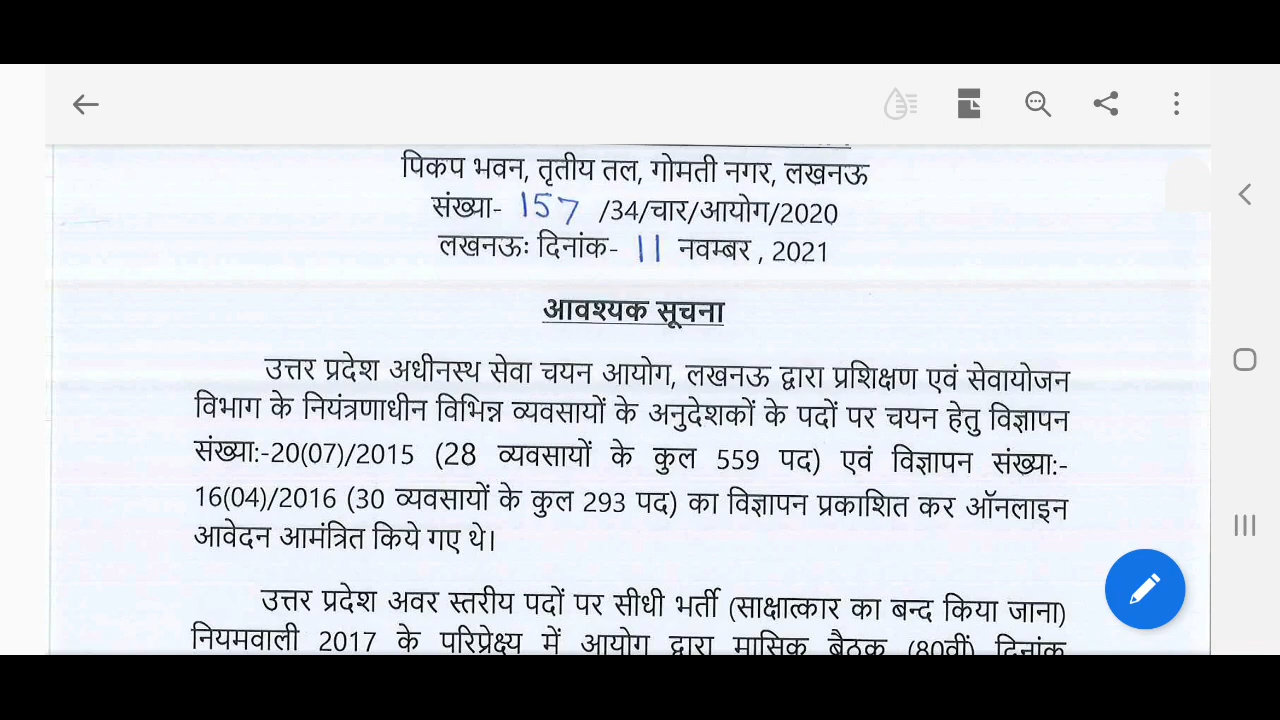 पिकप भवन, तृतीय तल, गोमती नगर, लखनऊ
संख्या- 157 /34/चार/आयोग/2020
लखनऊः दिनांक- 11 नवम्बर , 2021
आवश्यक सूचना
उत्तर प्रदेश अधीनस्थ सेवा चयन आयोग, लखनऊ द्वारा प्रशिक्षण एवं सेवायोजन
विभाग के नियंत्रणाधीन विभिन्न व्यवसायों के अनुदेशकों के पदों पर चयन हेतु विज्ञापन
संख्या:-20(07)/2015 (28 व्यवसायों के कुल 559 पद) एवं विज्ञापन संख्या:-
16(04)/2016 (30 व्यवसायों के कुल 293 पद) का विज्ञापन प्रकाशित कर ऑनलाइन
आवेदन आमंत्रित किये गए थे।
उत्तर प्रदेश अवर स्तरीय पदों पर सीधी भर्ती (साक्षात्कार का बन्द किया जाना)
नियमवाली 2017 के परिप्रेक्ष्य में आयोग द्वारा मासिक बैठक (80वीं) दिनांक